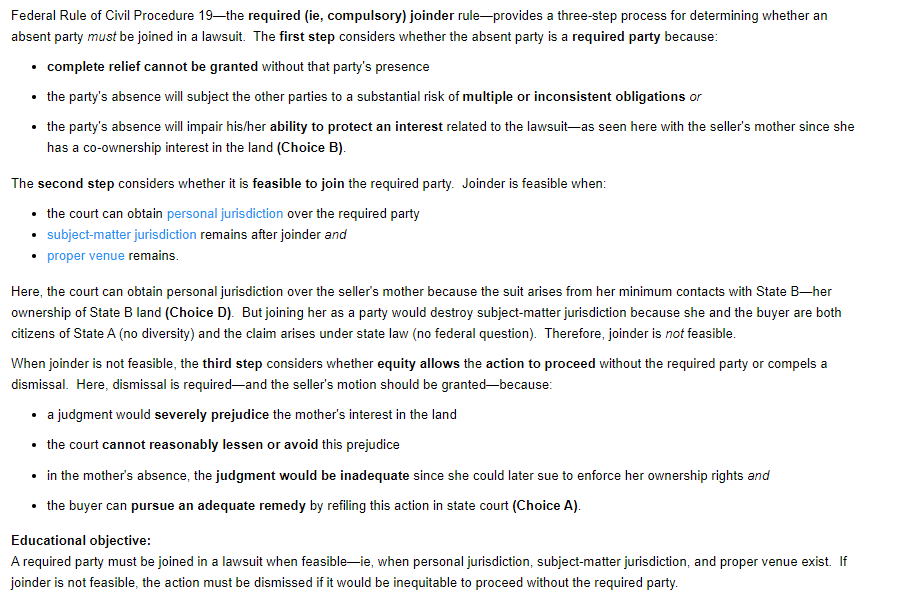 Federal Rule of Civil Procedure 19—the required (ie, compulsory) joinder rule—provides a three-step process for determining whether an
absent party must be joined in a lawsuit. The first step considers whether the absent party is a required party because:
• complete relief cannot be granted without that party's presence
• the party's absence will subject the other parties to a substantial risk of multiple or inconsistent obligations or
• the party's absence will impair his/her ability to protect an interest related to the lawsuit—as seen here with the seller's mother since she
has a co-ownership interest in the land (Choice B).
The second step considers whether it is feasible to join the required party. Joinder is feasible when:
• the court can obtain personal jurisdiction over the required party
• subject-matter jurisdiction remains after joinder and
• proper venue remains.
Here, the court can obtain personal jurisdiction over the seller's mother because the suit arises from her minimum contacts with State B—her
ownership of State B land (Choice D). But joining her as a party would destroy subject-matter jurisdiction because she and the buyer are both
citizens of State A (no diversity) and the claim arises under state law (no federal question). Therefore, joinder is not feasible.
When joinder is not feasible, the third step considers whether equity allows the action to proceed without the required party or compels a
dismissal. Here, dismissal is required—and the seller's motion should be granted—because:
• a judgment would severely prejudice the mother's interest in the land
• the court cannot reasonably lessen or avoid this prejudice
• in the mother's absence, the judgment would be inadequate since she could later sue to enforce her ownership rights and
• the buyer can pursue an adequate remedy by refiling this action in state court (Choice A).
Educational objective:
A required party must be joined in a lawsuit when feasible—ie, when personal jurisdiction, subject-matter jurisdiction, and proper venue exist. If
joinder is not feasible, the action must be dismissed if it would be inequitable to proceed without the required party.